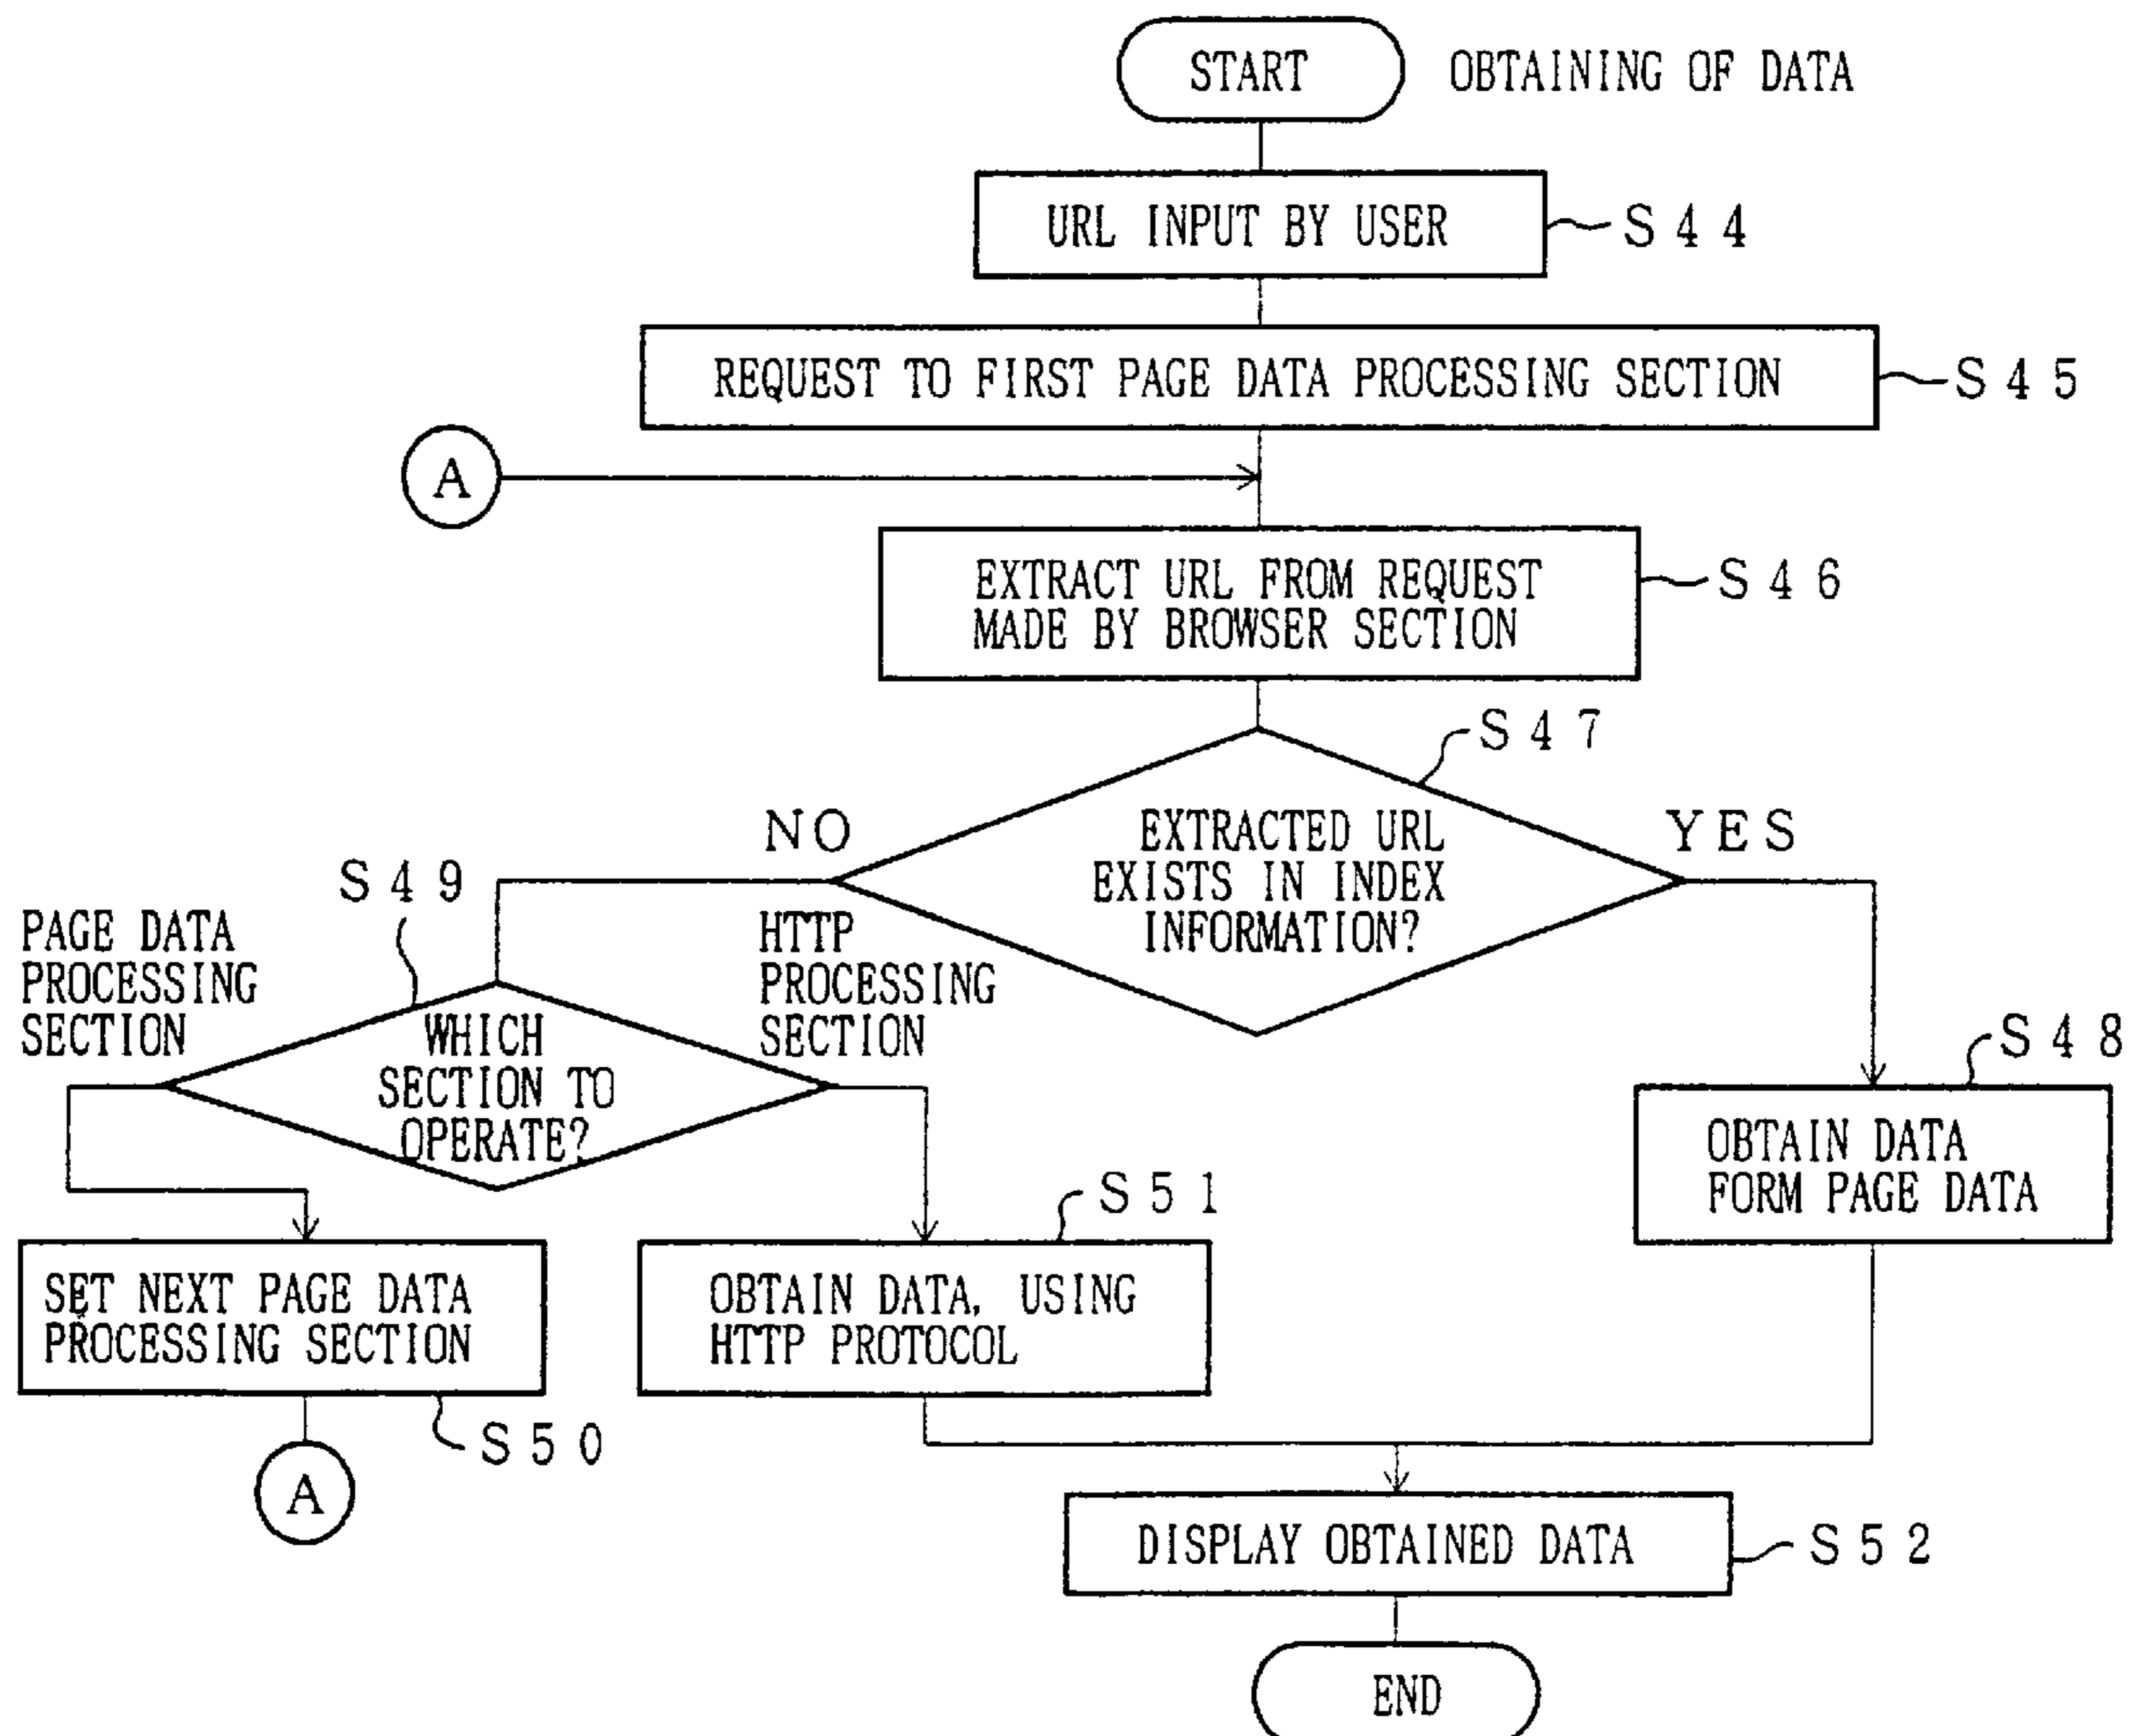 START
OBTAINING OF DATA
URL INPUT BY USER
S44
REQUEST TO FIRST PAGE DATA PROCESSING SECTION
S45
A
EXTRACT URL FROM REQUEST
MADE BY BROWSER SECTION
S46
S47
EXTRACTED URL
EXISTS IN INDEX
INFORMATION?
NO
YES
S49
PAGE DATA
PROCESSING
SECTION
WHICH
SECTION TO
OPERATE?
HTTP
PROCESSING
SECTION
S48
OBTAIN DATA
FORM PAGE DATA
SET NEXT PAGE DATA
PROCESSING SECTION
S50
A
S51
OBTAIN DATA, USING
HTTP PROTOCOL
DISPLAY OBTAINED DATA
S52
END